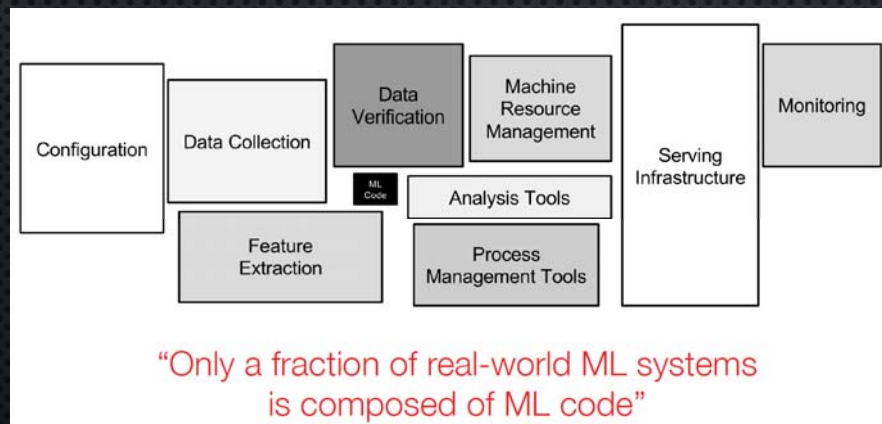 Configuration
Data Collection
Data
Verification
Machine
Resource
Management
Serving
Infrastructure
Monitoring
ML
Code
Analysis Tools
Feature
Extraction
Process
Management Tools
“Only a fraction of real-world ML systems
is composed of ML code”